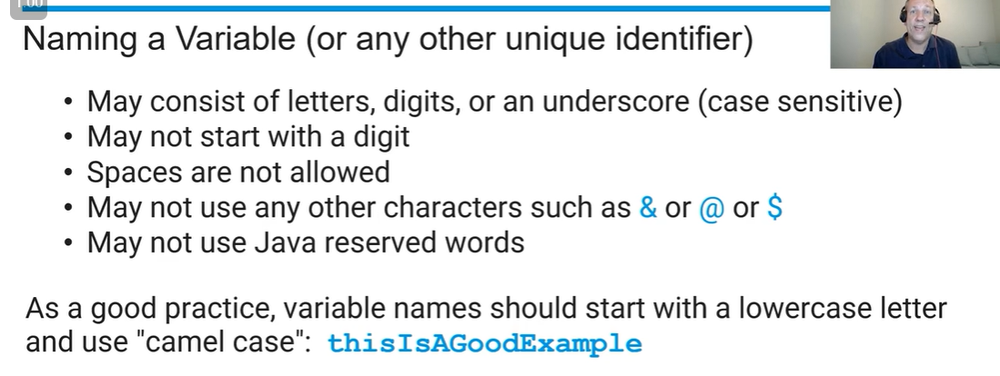 1.00
Naming a Variable (or any other unique identifier)
• May consist of letters, digits, or an underscore (case sensitive)
• May not start with a digit
• Spaces are not allowed
• May not use any other characters such as & or @ or $
• May not use Java reserved words
As a good practice, variable names should start with a lowercase letter
and use "camel case": thisIsAGoodExample